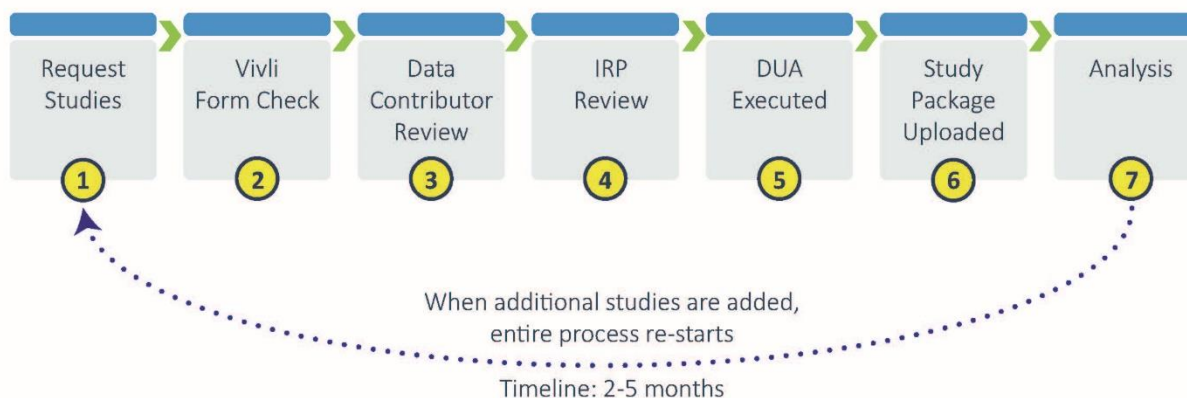 Request
Studies
1
Vivli
Form Check
2
Data
Contributor
Review
3
IRP
Review
4
DUA
Executed
5
Study
Package
Uploaded
6
Analysis
7
When additional studies are added,
entire process re-starts
Timeline: 2-5 months